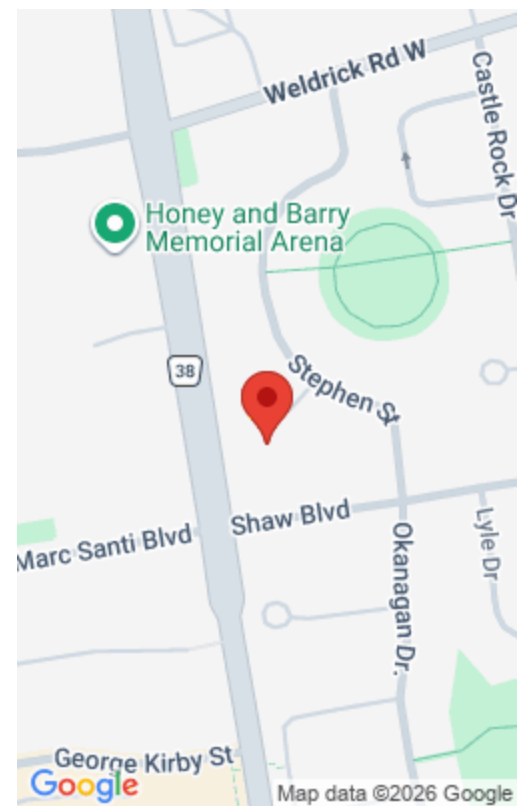 Weldrick Rd W
Castle Rock Dr
Honey and Barry
Memorial Arena
38
Stephen St
Shaw Blvd
Marc Santi Blvd
Lyle Dr
Okanagan Dr.
George Kirby St
Google
Map data ©2026 Google